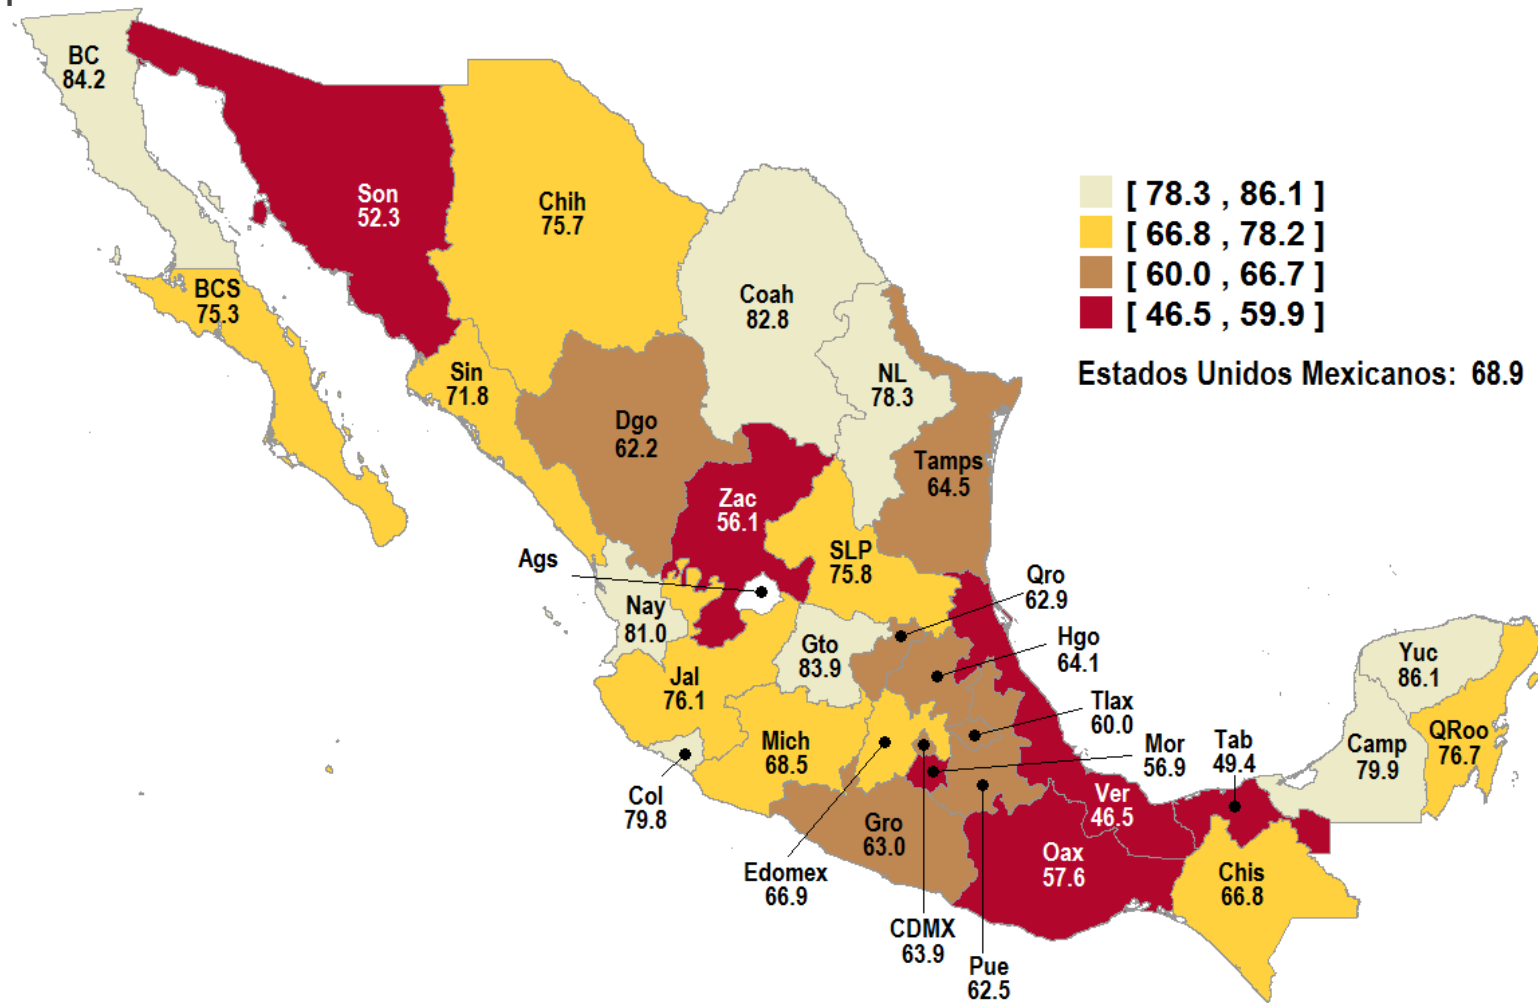 BC
84.2
Son
52.3
Chih
75.7
[ 78.3 , 86.1 ]
[ 66.8 , 78.2 ]
[ 60.0 , 66.7 ]
[ 46.5 , 59.9 ]
Estados Unidos Mexicanos: 68.9
BCS
75.3
Coah
82.8
Sin
71.8
NL
78.3
Dgo
62.2
Tamps
64.5
Zac
56.1
Ags
SLP
75.8
Qro
62.9
Nay
81.0
Gto
83.9
Hgo
64.1
Yuc
86.1
Jal
76.1
Tlax
60.0
QRoo
76.7
Mich
68.5
Mor
56.9
Tab
49.4
Camp
79.9
Col
79.8
Ver
46.5
Gro
63.0
Edomex
66.9
Oax
57.6
Chis
66.8
CDMX
63.9
Pue
62.5